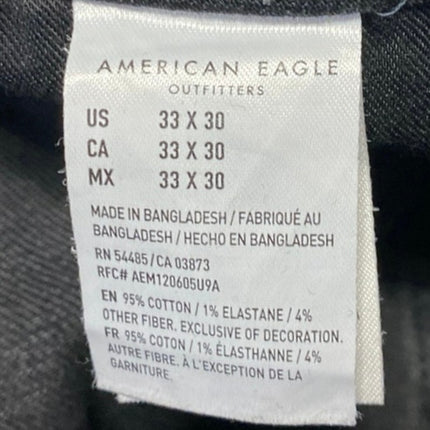 AMERICAN EAGLE
OUTFITTERS
US 33 X 30
CA 33 X 30
MX 33 X 30
MADE IN BANGLADESH / FABRIQUÉ AU
BANGLADESH / HECHO EN BANGLADESH
RN 54485 / CA 03873
RFC# AEM120605U9A
EN 95% COTTON / 1% ELASTANE / 4%
OTHER FIBER. EXCLUSIVE OF DECORATION.
FR 95% COTON / 1% ÉLASTHANNE / 4%
AUTRE FIBRE. À L'EXCEPTION DE LA
GARNITURE.